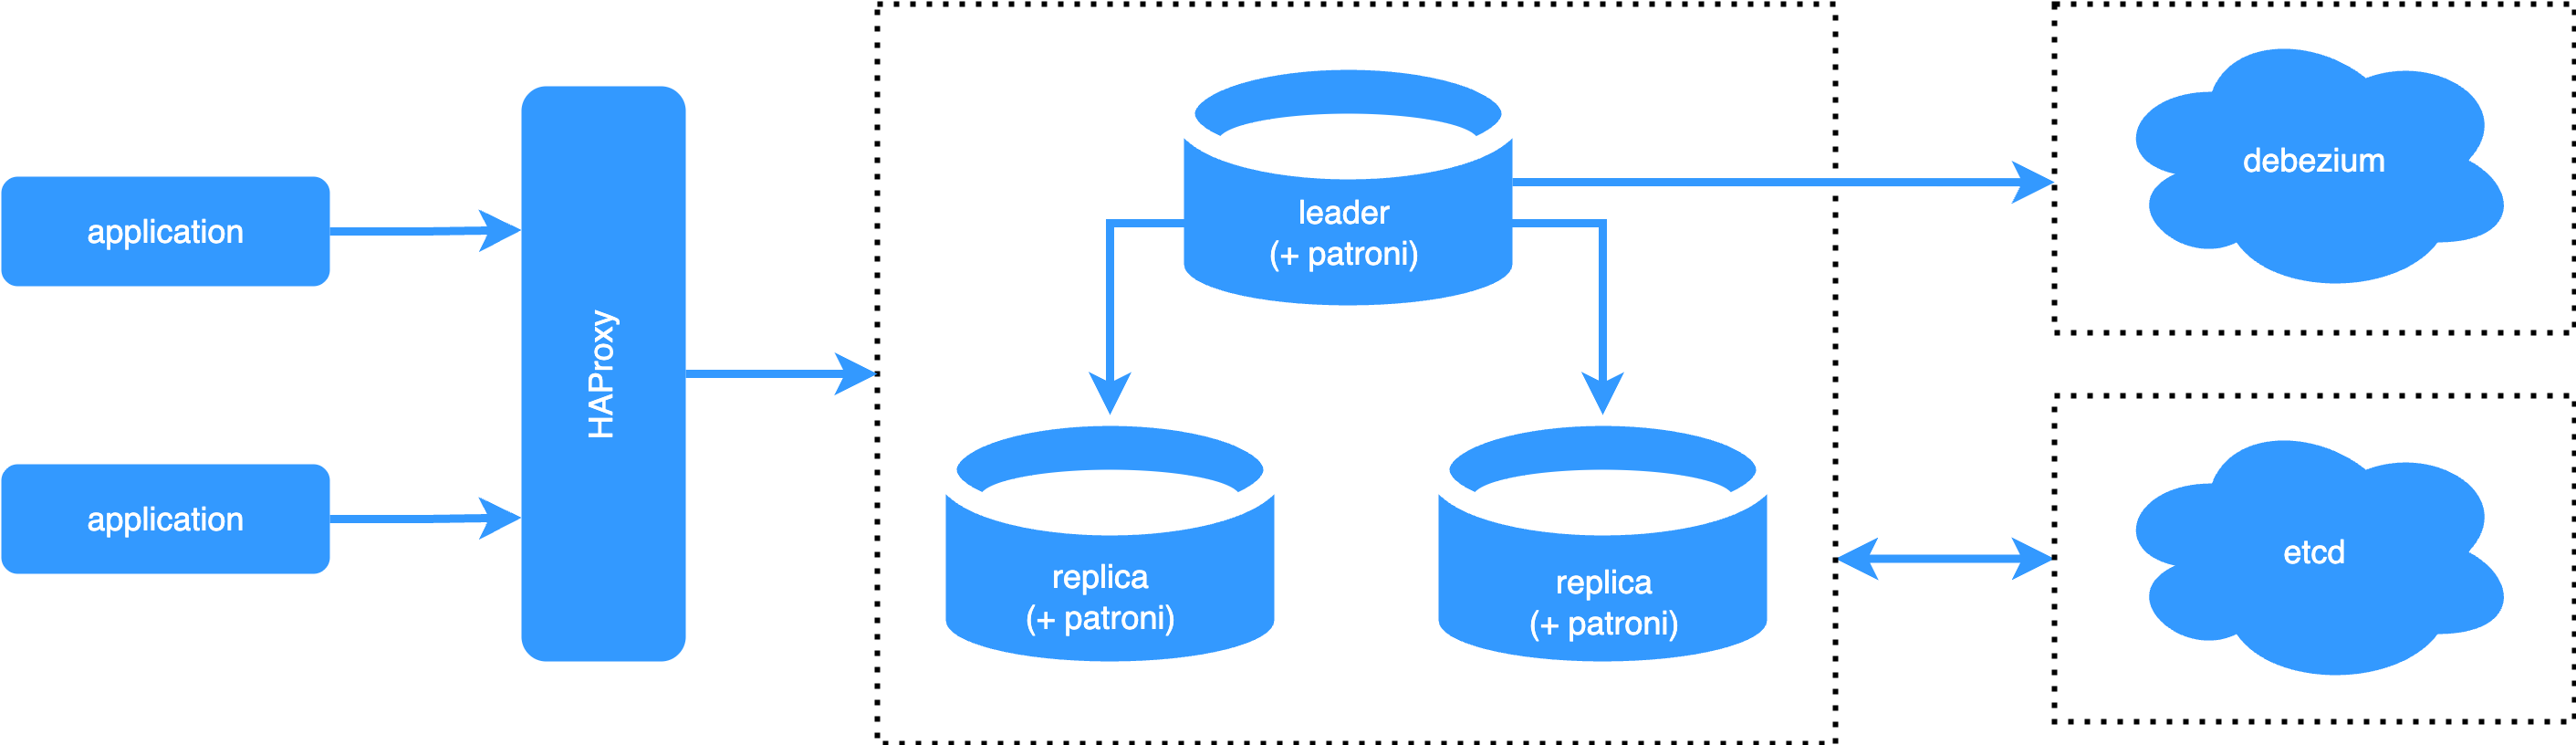 application
application
HAProxy
leader
(+ patroni)
replica
(+ patroni)
replica
(+ patroni)
debezium
etcd